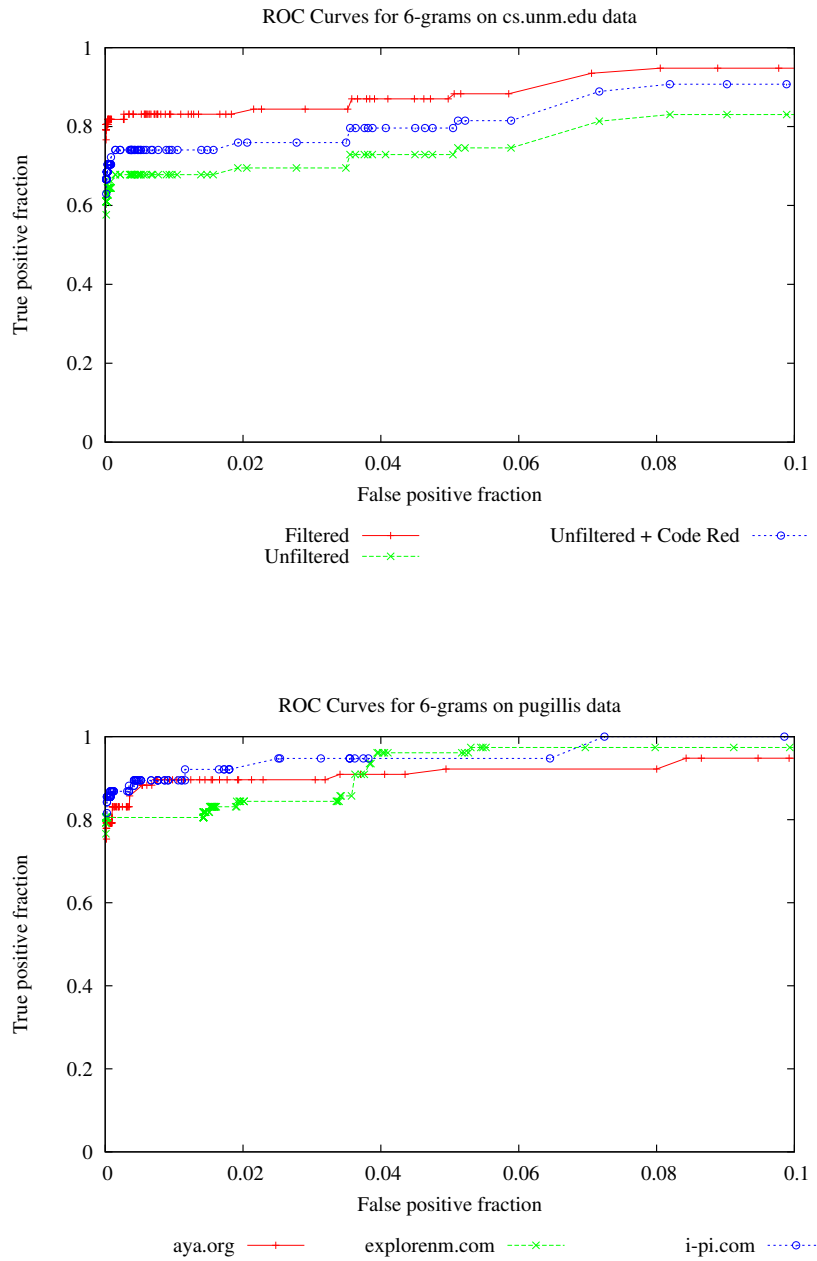 ROC Curves for 6-grams on cs.unm.edu data
1
0.8
0.6
0.4
0.2
0
True positive fraction
0 0.02 0.04 0.06 0.08 0.1
False positive fraction
Filtered Unfiltered + Code Red
Unfiltered
ROC Curves for 6-grams on pugillis data
1
0.8
0.6
0.4
0.2
0
True positive fraction
0 0.02 0.04 0.06 0.08 0.1
False positive fraction
aya.org explorenm.com i-pi.com